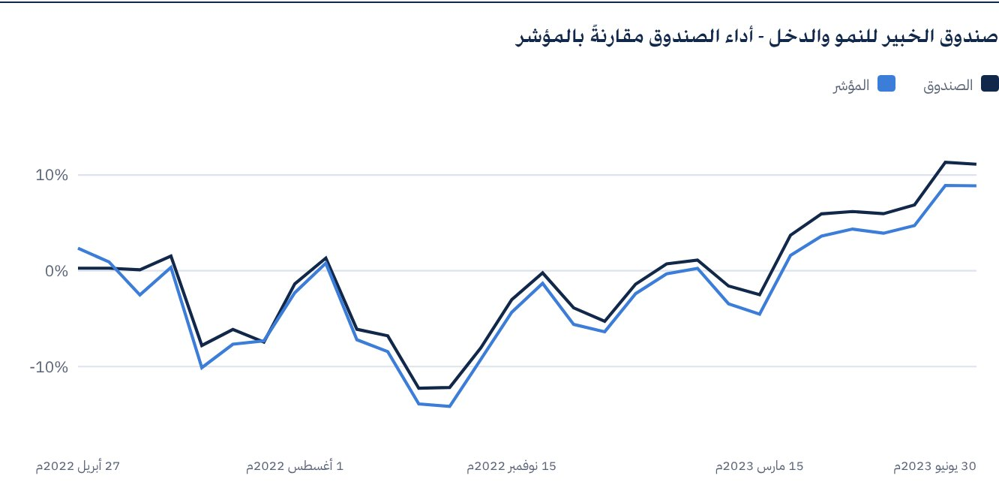 صندوق الخبير للنمو والدخل - أداء الصندوق مقارنةً بالمؤشر
الصندوق
المؤشر
10%
0%
-10%
27 أبريل 2022م
1 أغسطس 2022م
15 نوفمبر 2022م
15 مارس 2023م
30 يونيو 2023م